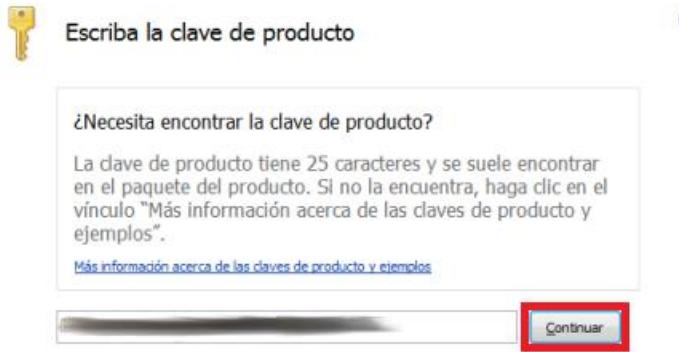 Escriba la clave de producto
¿Necesita encontrar la clave de producto?
La clave de producto tiene 25 caracteres y se suele encontrar
en el paquete del producto. Si no la encuentra, haga clic en el
vínculo “Más información acerca de las claves de producto y
ejemplos”.
Más información acerca de las claves de producto y ejemplos
Continuar